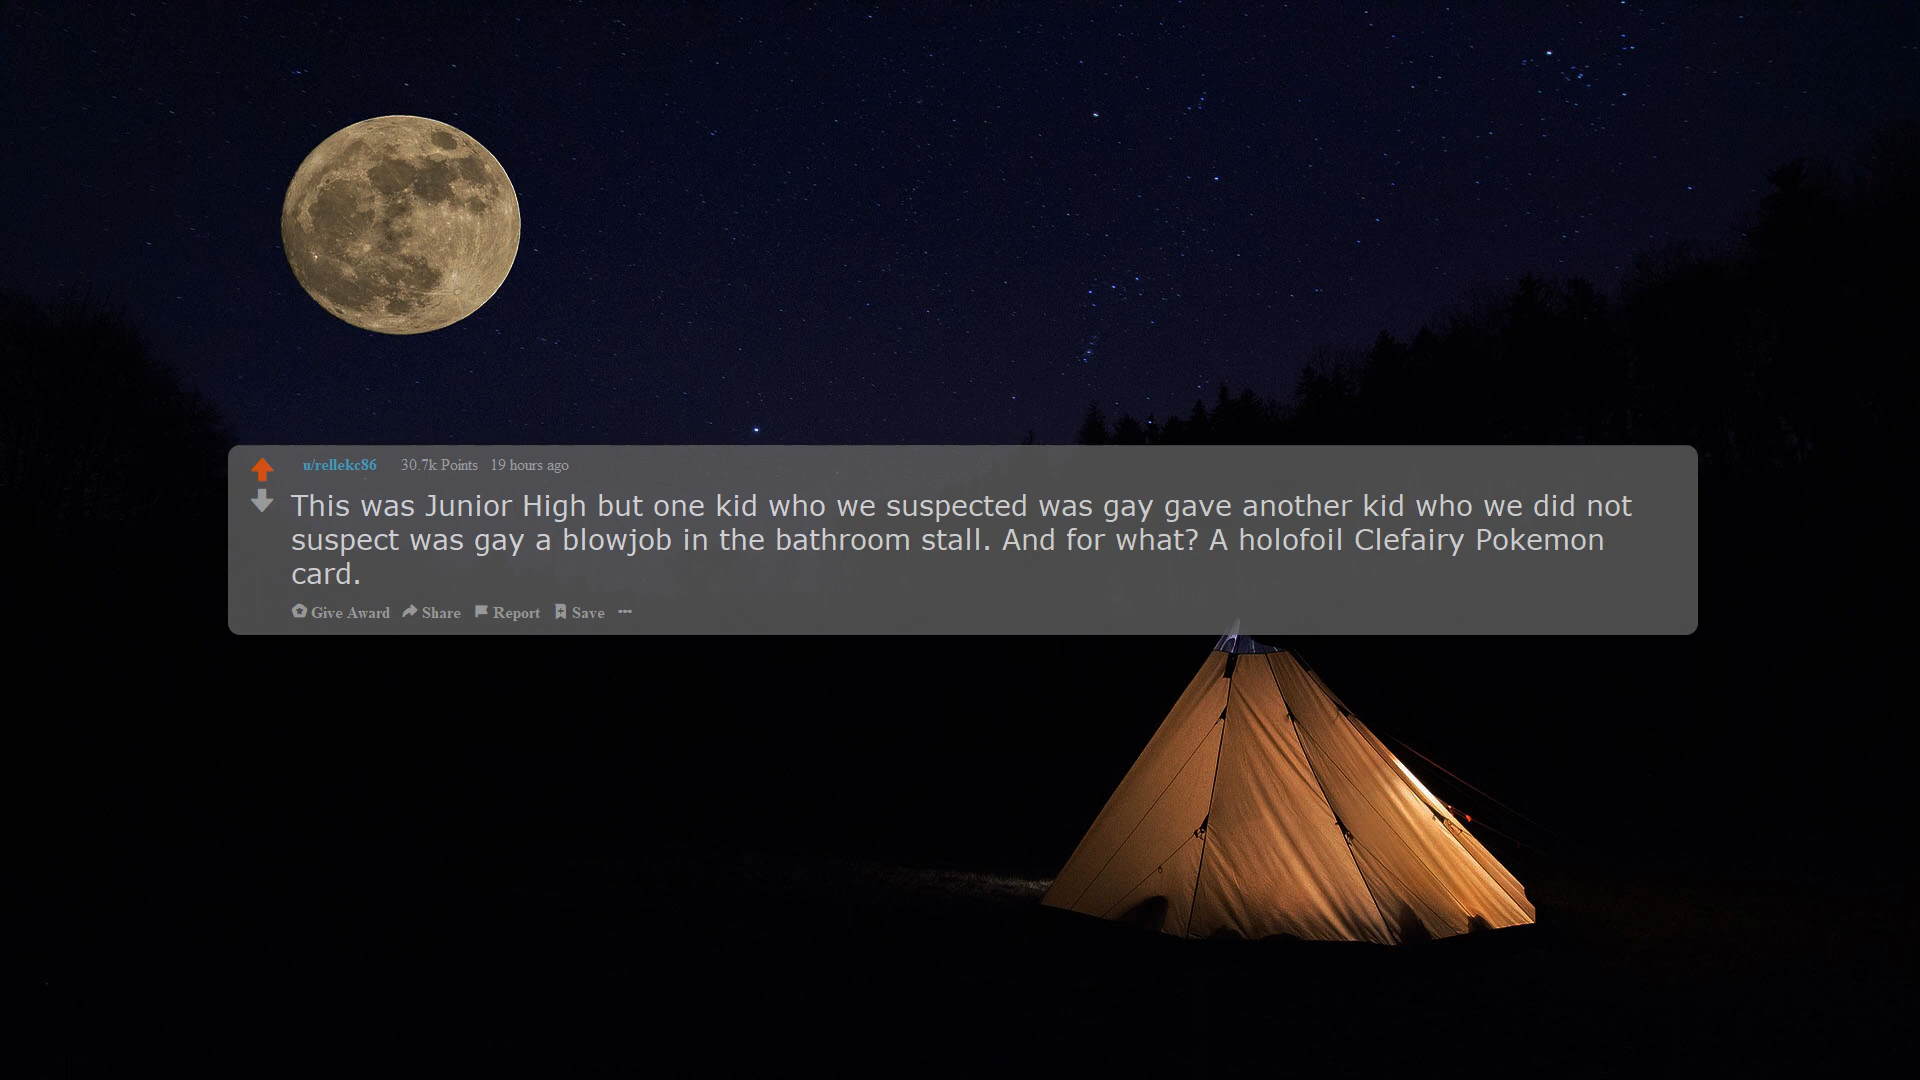 u/rellekc86 30.7k Points 19 hours ago
This was Junior High but one kid who we suspected was gay gave another kid who we did not
suspect was gay a blowjob in the bathroom stall. And for what? A holofoil Clefairy Pokemon
card.
Give Award Share Report Save